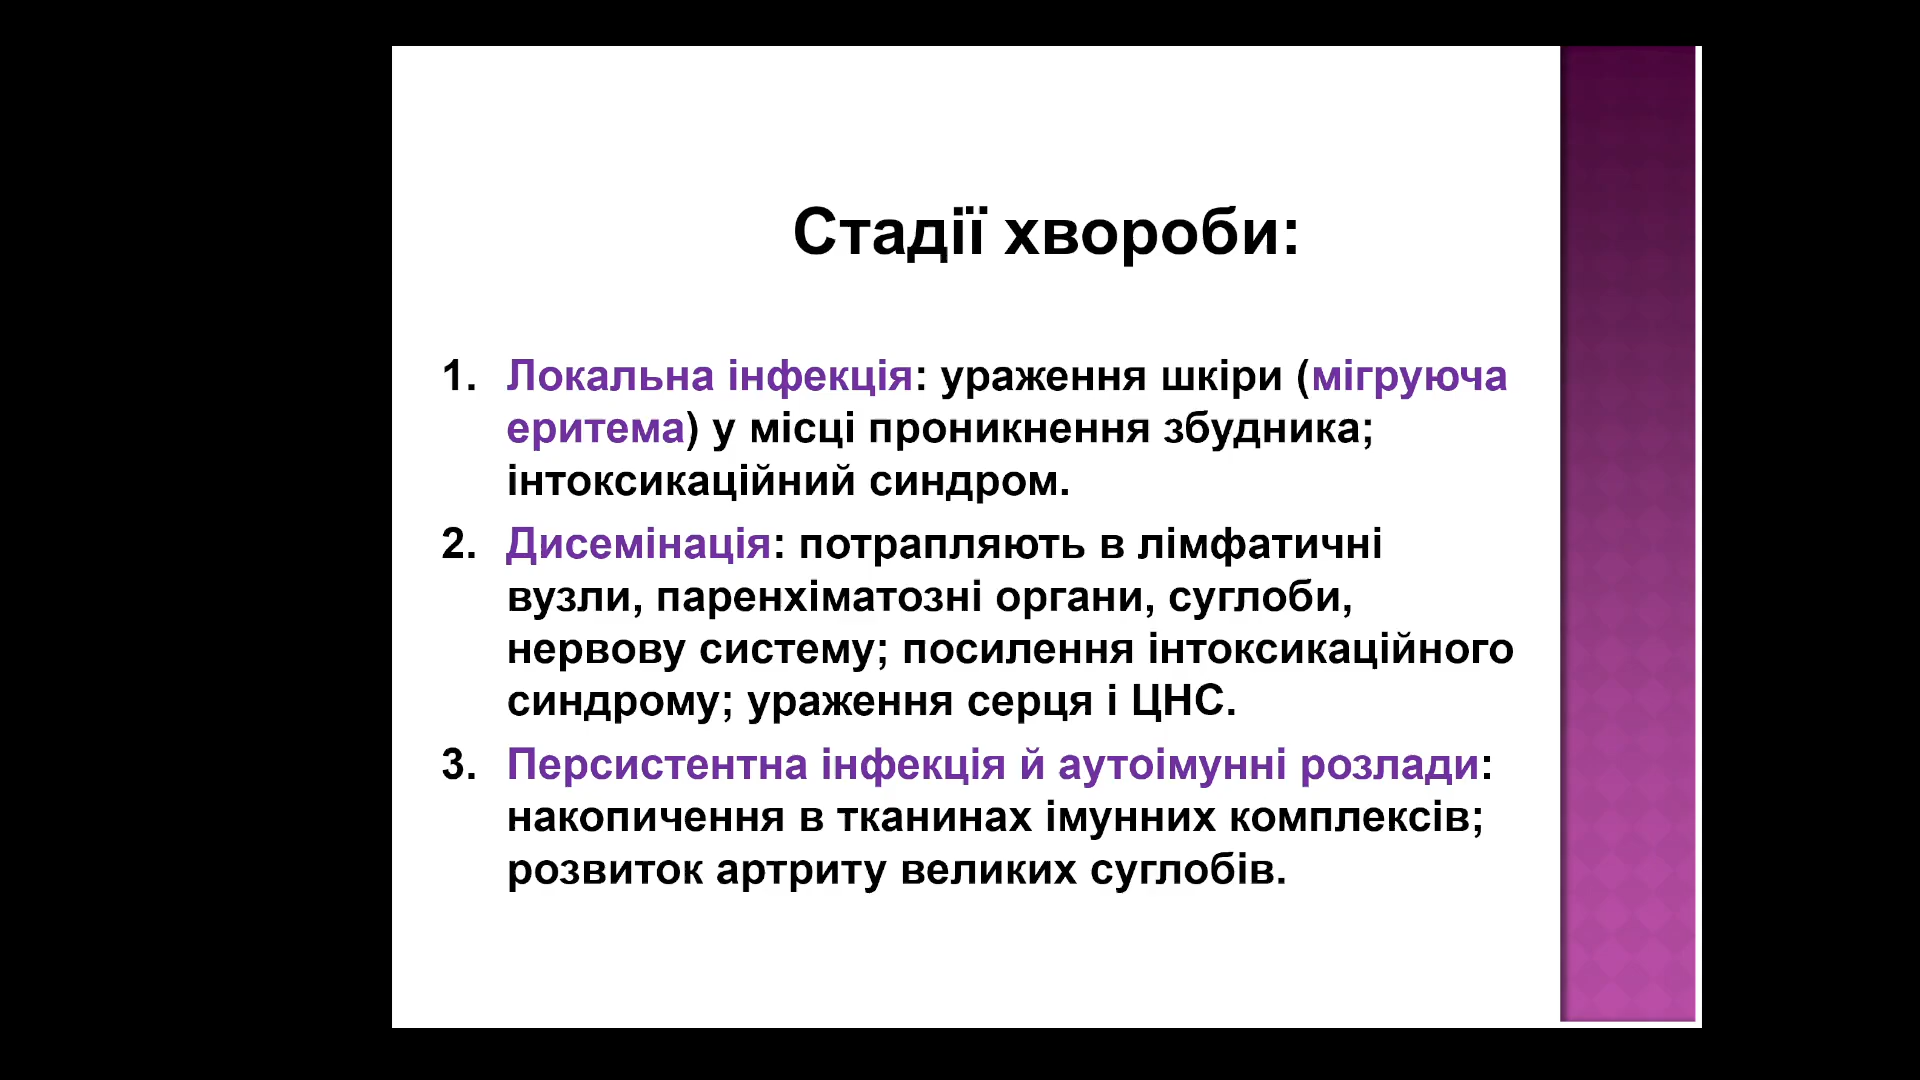 Стадії хвороби:
1. Локальна інфекція: ураження шкіри (мігруюча
еритема) у місці проникнення збудника;
інтоксикаційний синдром.
2. Дисемінація: потрапляють в лімфатичні
вузли, паренхіматозні органи, суглоби,
нервову систему; посилення інтоксикаційного
синдрому; ураження серця і ЦНС.
3. Персистентна інфекція й аутоімунні розлади:
накопичення в тканинах імунних комплексів;
розвиток артриту великих суглобів.